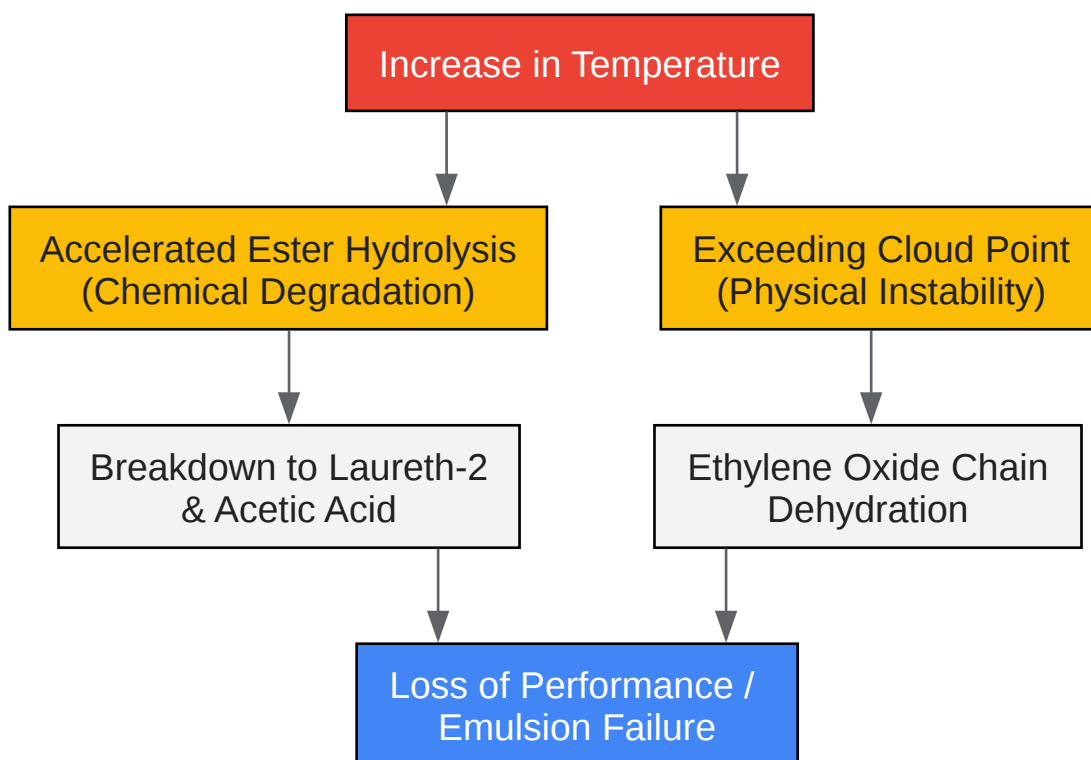 Increase in Temperature
Accelerated Ester Hydrolysis
(Chemical Degradation)
Exceeding Cloud Point
(Physical Instability)
Breakdown to Laureth-2
& Acetic Acid
Ethylene Oxide Chain
Dehydration
Loss of Performance /
Emulsion Failure